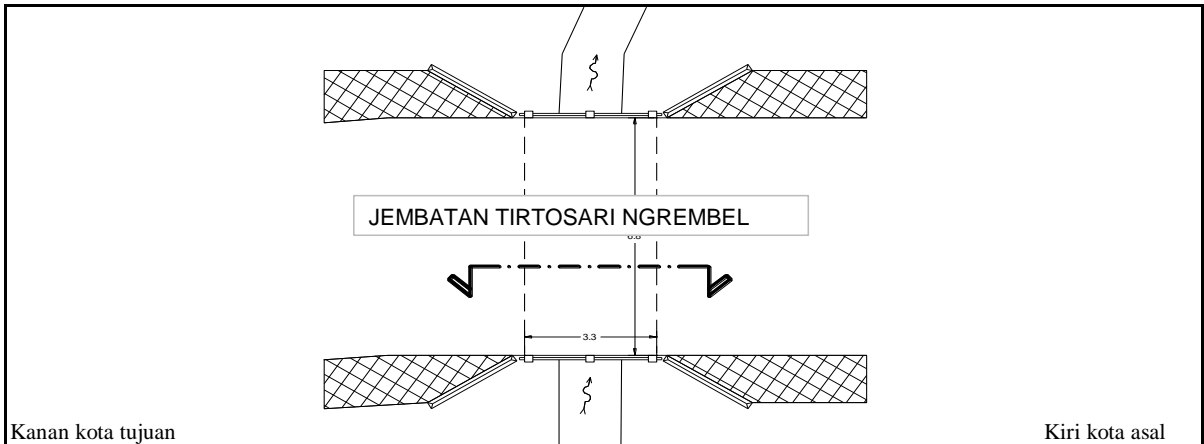 JEMBATAN TIRTOSARI NGREMBEL
3.3
Kanan kota tujuan
Kiri kota asal